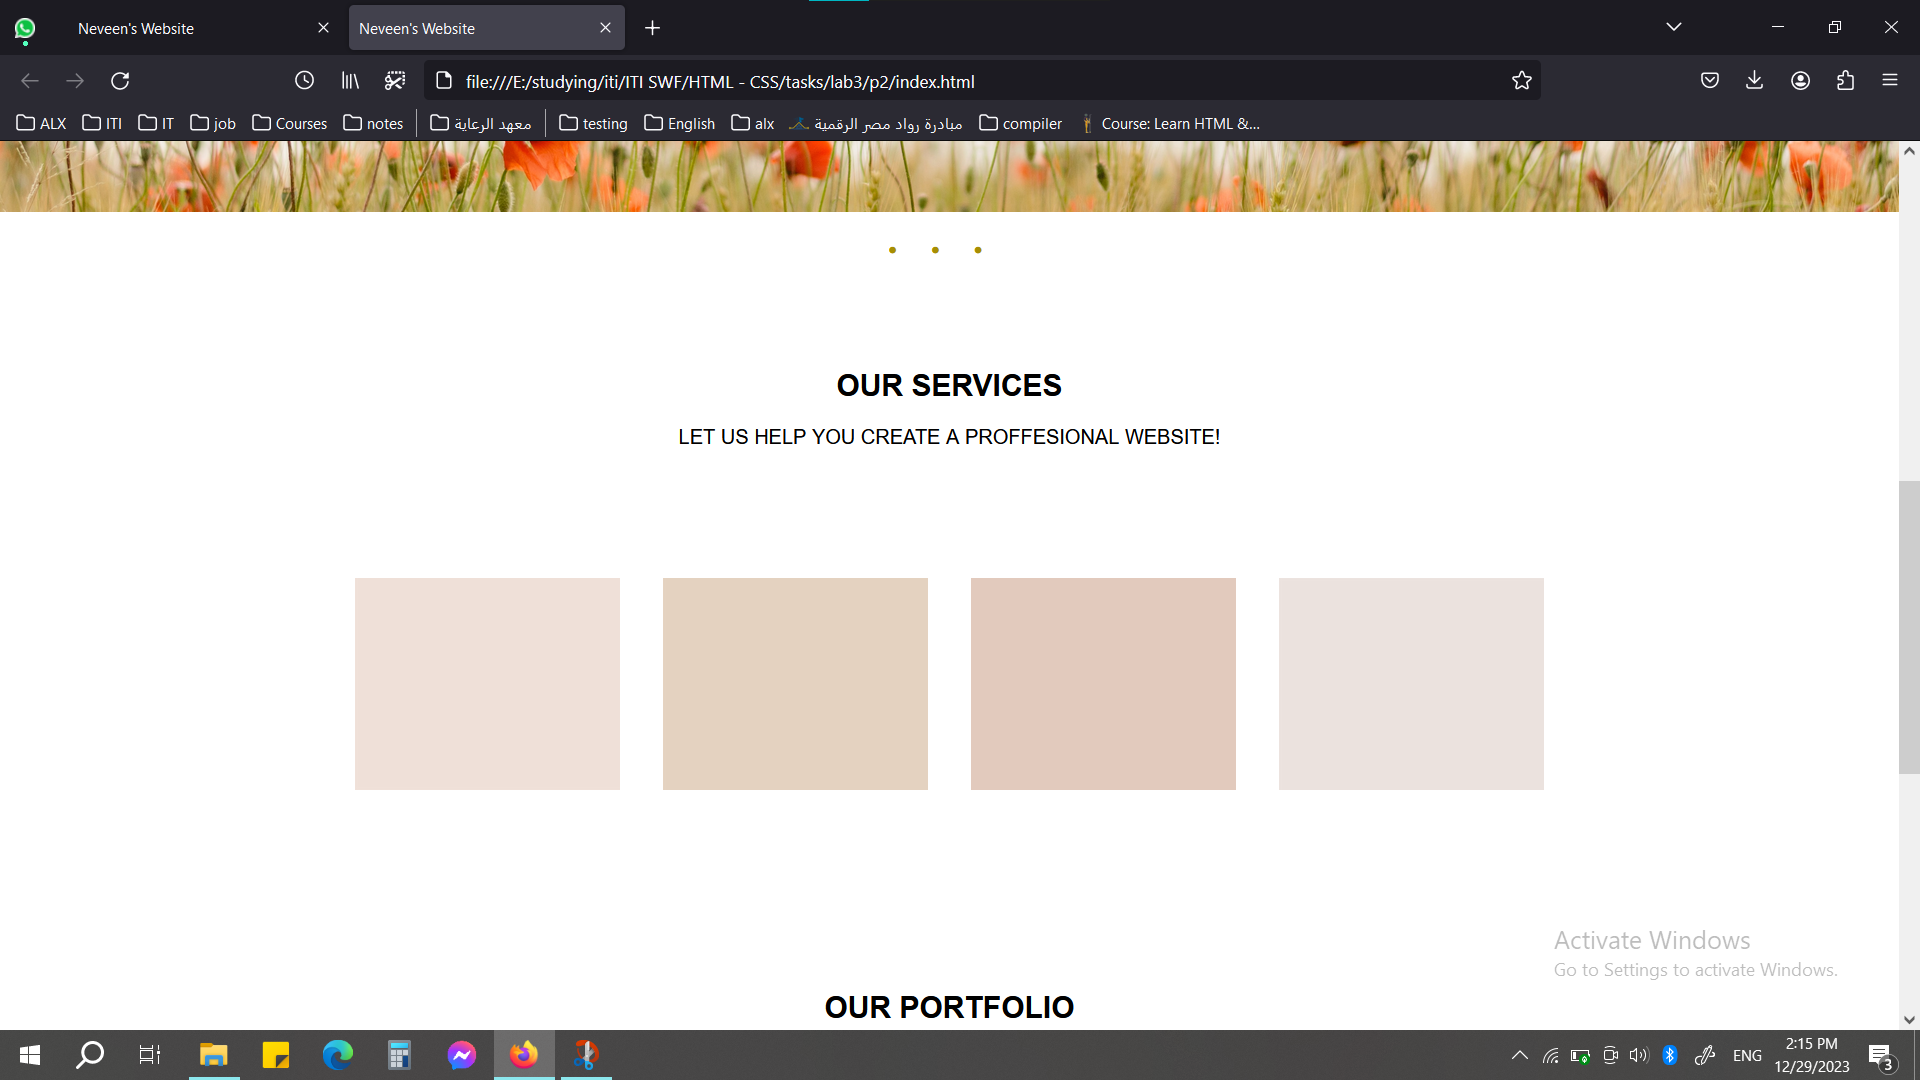 Neveen's Website
Neveen's Website
file:///E:/studying/iti/ITI SWF/HTML - CSS/tasks/lab3/p2/index.html
ALX
ITI
IT
job
Courses
notes
معهد الرعاية
testing
English
alx
مبادرة رواد مصر الرقمية
compiler
Course: Learn HTML &...
OUR SERVICES
LET US HELP YOU CREATE A PROFFESIONAL WEBSITE!
Activate Windows
Go to Settings to activate Windows.
OUR PORTFOLIO
ENG
2:15 PM
12/29/2023
3